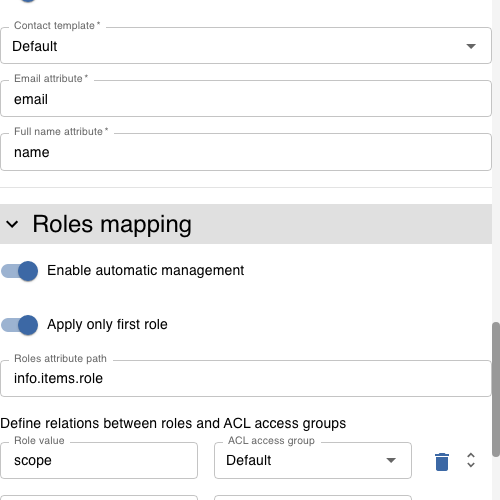 Contact template *
Default
Email attribute *
email
Full name attribute *
name
Roles mapping
Enable automatic management
Apply only first role
Roles attribute path
info.items.role
Define relations between roles and ACL access groups
Role value
ACL access group
scope
Default